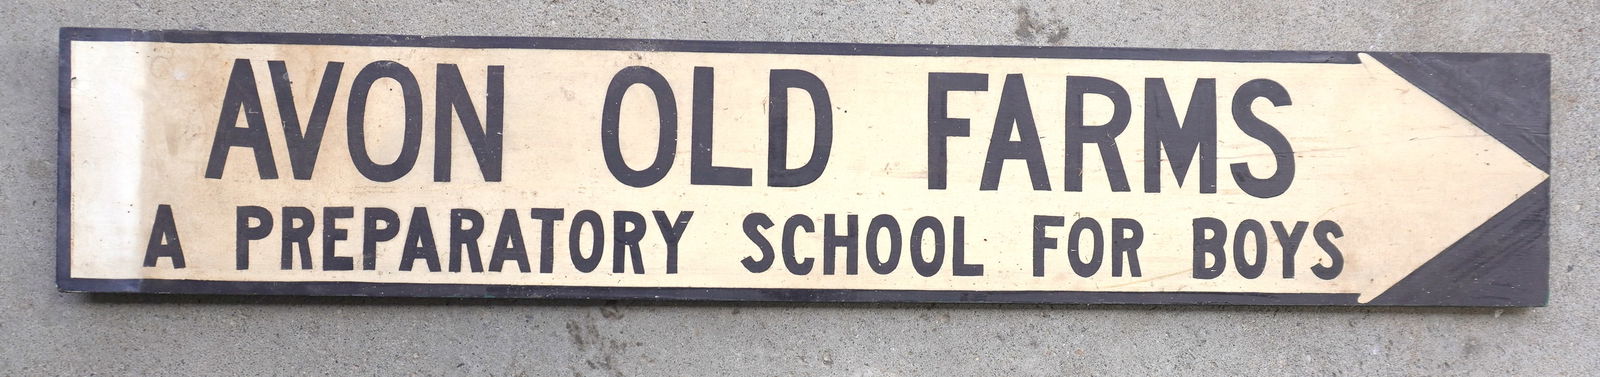 AVON OLD FARMS
A PREPARATORY SCHOOL FOR BOYS